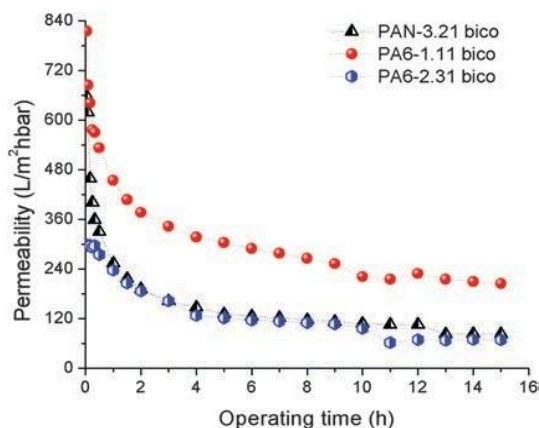 840
720
600
480
360
240
120
0
Permeability (L/m²hbar)
PAN-3.21 bico
PA6-1.11 bico
PA6-2.31 bico
0 2 4 6 8 10 12 14 16
Operating time (h)